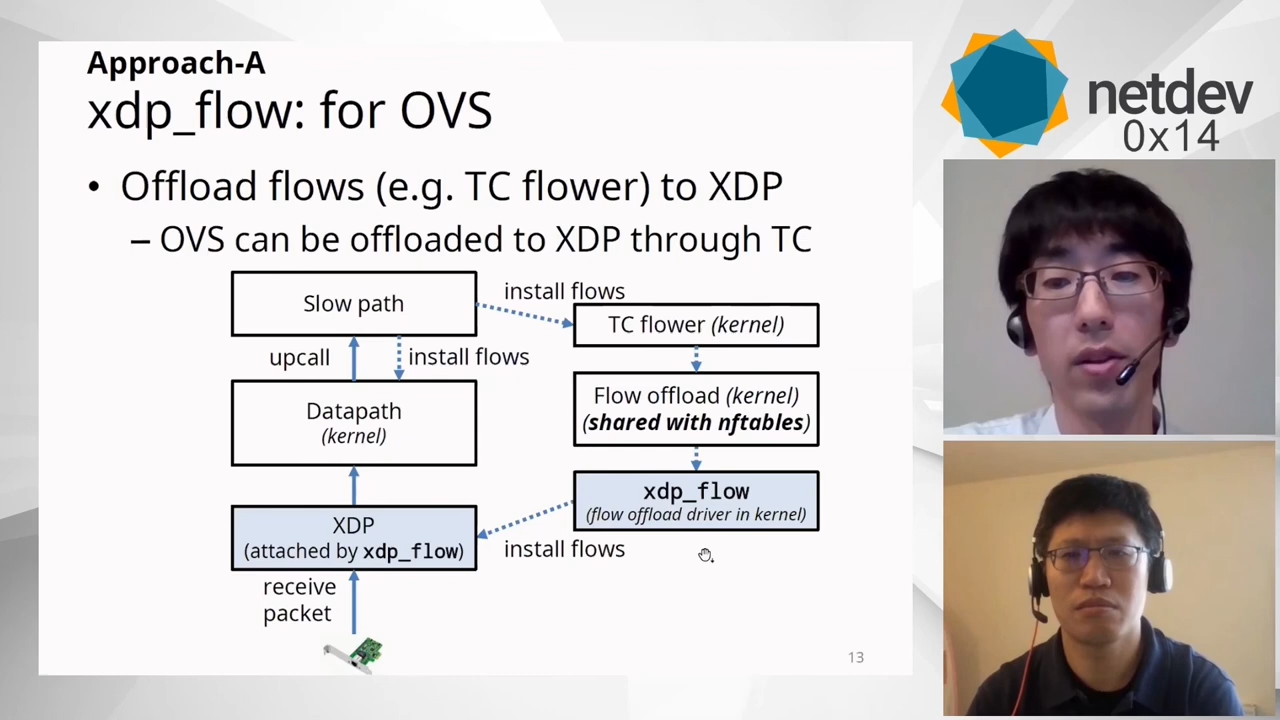 Approach-A
xdp_flow: for OVS
• Offload flows (e.g. TC flower) to XDP
– OVS can be offloaded to XDP through TC
Slow path
install flows
TC flower (kernel)
upcall
install flows
Flow offload (kernel)
(shared with nftables)
Datapath
(kernel)
xdp_flow
(flow offload driver in kernel)
XDP
(attached by xdp_flow)
install flows
receive
packet
13
netdev
0x14